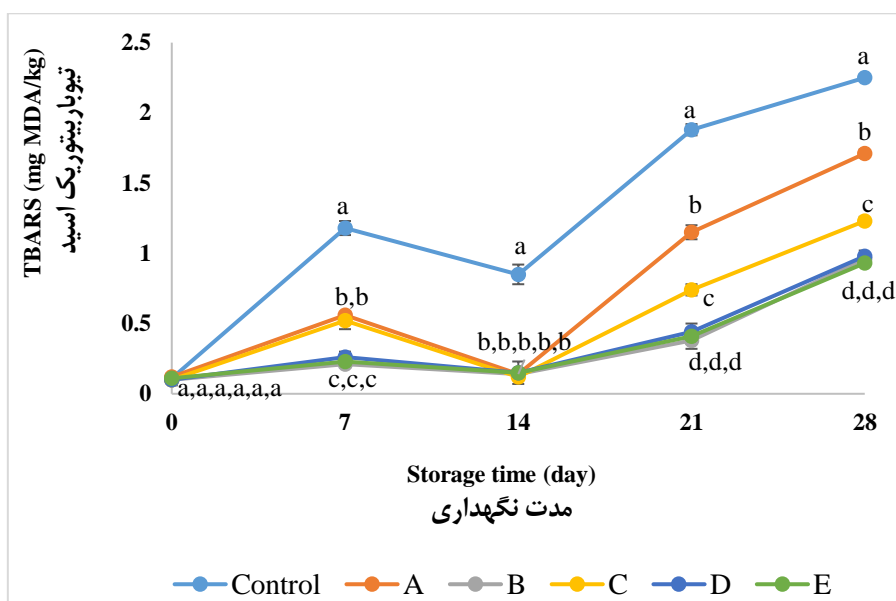 TBARS (mg MDA/kg)
تیوباربیتوریک اسید
2.5
2
1.5
1
0.5
0
a
a
a
a
b
b
b,b
c
c
b,b,b,b,b
d,d,d
d,d,d
c,c,c
a,a,a,a,a,a
0 7 14 21 28
Storage time (day)
مدت نگهداری
Control A B C D E